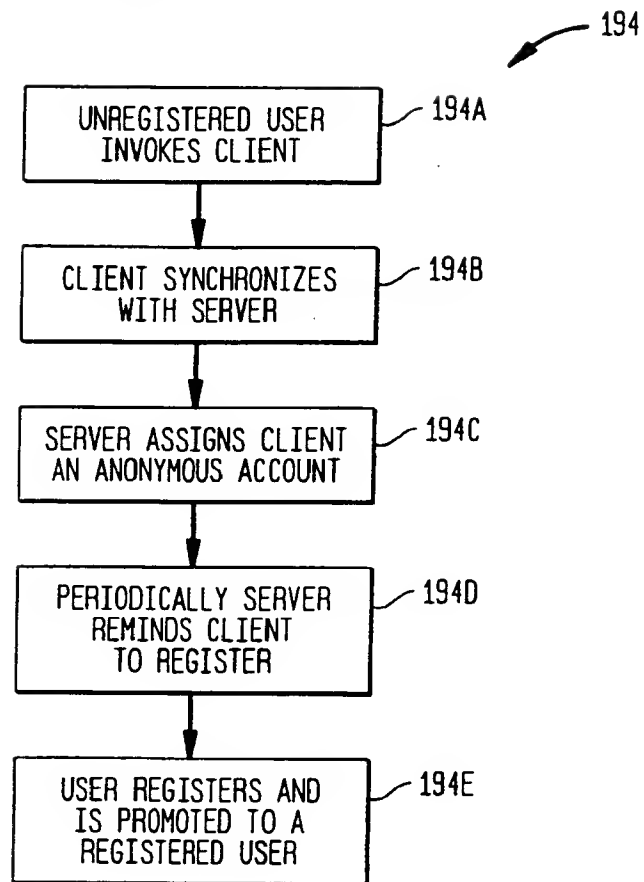 194
UNREGISTERED USER
INVOKES CLIENT
194A
CLIENT SYNCHRONIZES
WITH SERVER
194B
SERVER ASSIGNS CLIENT
AN ANONYMOUS ACCOUNT
194C
PERIODICALLY SERVER
REMINDS CLIENT
TO REGISTER
194D
USER REGISTERS AND
IS PROMOTED TO A
REGISTERED USER
194E